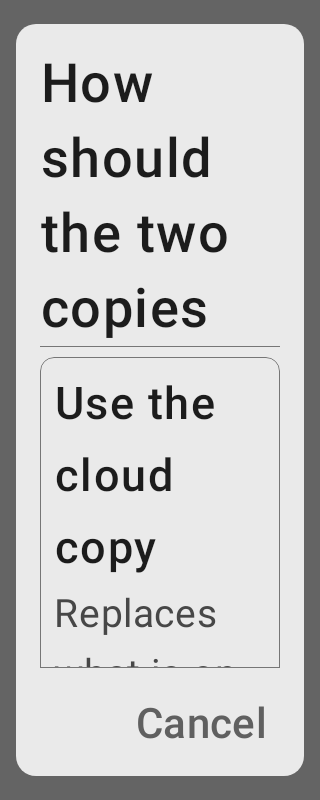 How
should
the two
copies
Use the
cloud
copy
Replaces
Cancel